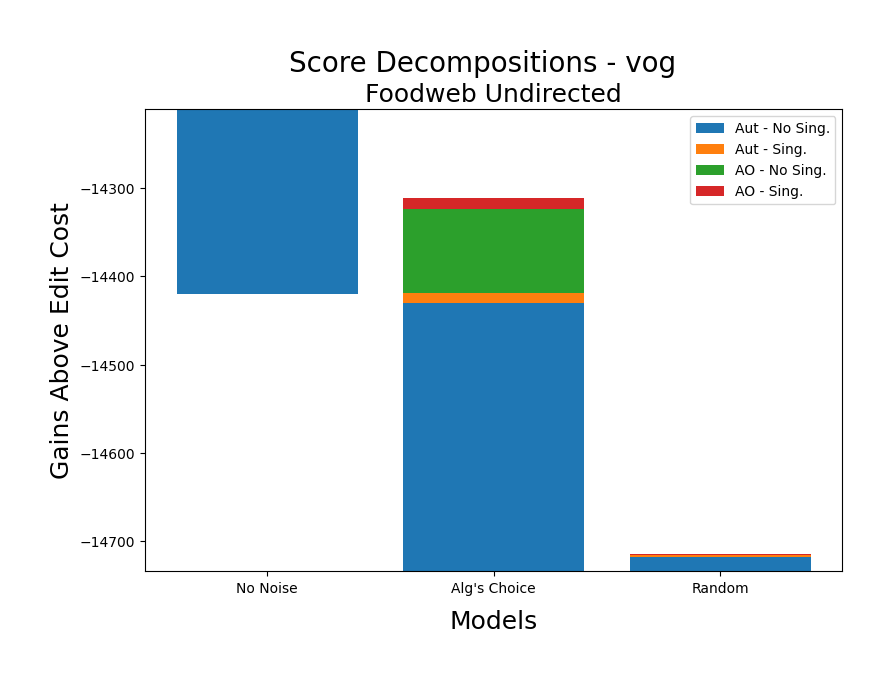 Score Decompositions - vog
Foodweb Undirected
Aut - No Sing.
Aut - Sing.
AO - No Sing.
AO - Sing.
Gains Above Edit Cost
−14300
−14400
−14500
−14600
−14700
No Noise
Alg's Choice
Random
Models